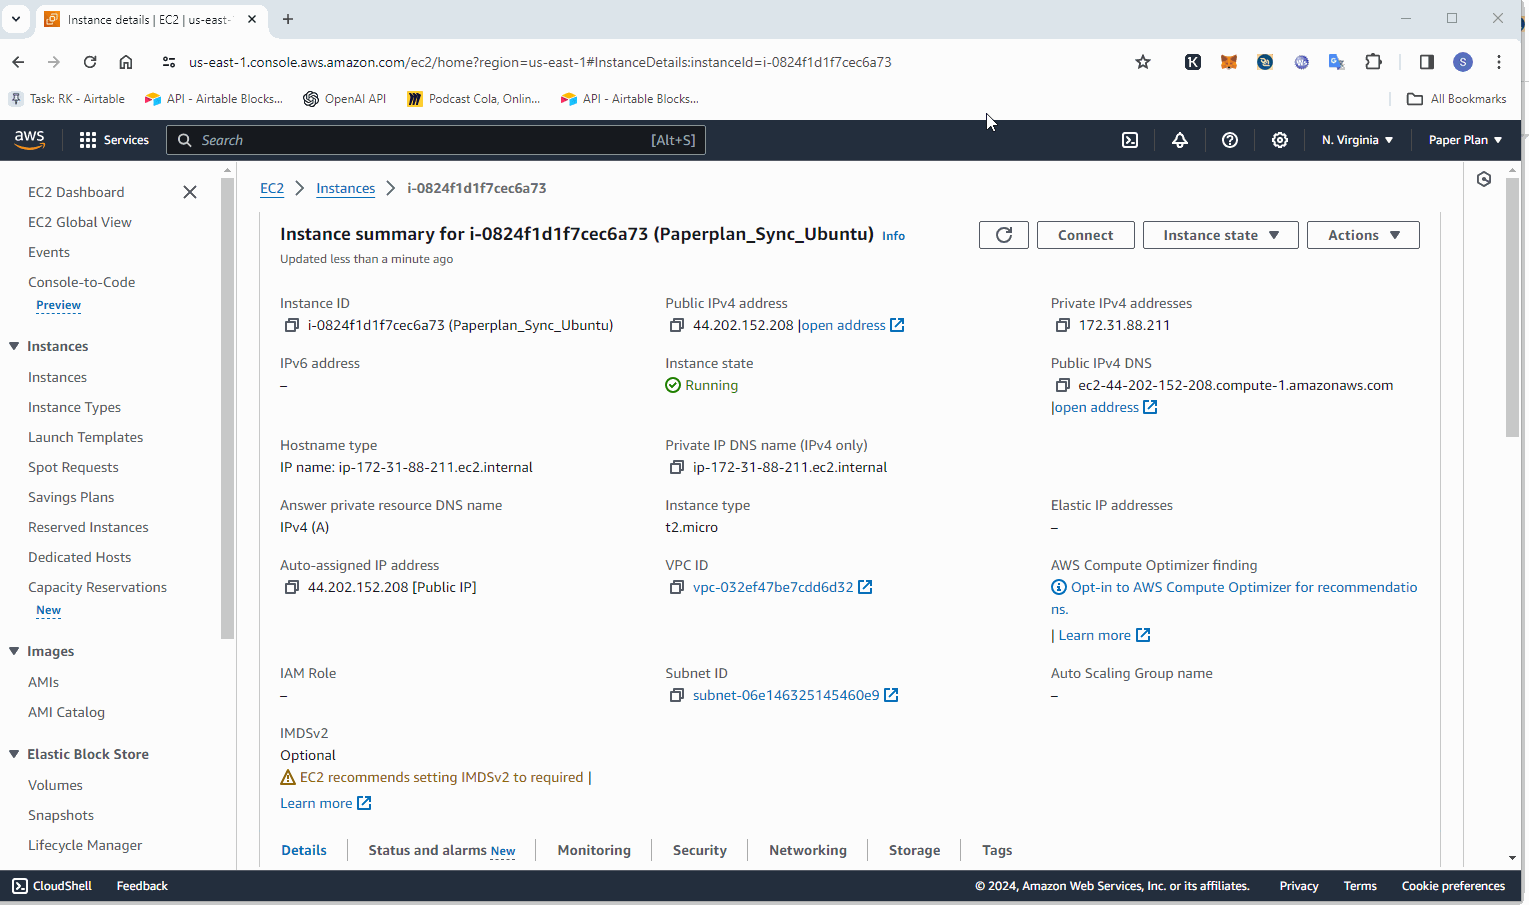 Instance details | EC2 | us-east-
us-east-1.console.aws.amazon.com/ec2/home?region=us-east-1#InstanceDetails:instanceId=i-0824f1d1f7cec6a73
S
Task: RK - Airtable
API - Airtable Blocks...
OpenAI API
Podcast Cola, Onlin...
API - Airtable Blocks...
All Bookmarks
aws
Services
Search
[Alt+S]
N. Virginia
Paper Plan
EC2 Dashboard
EC2 Global View
Events
Console-to-Code
Preview
Instances
Instances
Instance Types
Launch Templates
Spot Requests
Savings Plans
Reserved Instances
Dedicated Hosts
Capacity Reservations
New
Images
AMIs
AMI Catalog
Elastic Block Store
Volumes
Snapshots
Lifecycle Manager
EC2 > Instances > i-0824f1d1f7cec6a73
Instance summary for i-0824f1d1f7cec6a73 (Paperplan_Sync_Ubuntu) Info
Updated less than a minute ago
Connect
Instance state
Actions
Instance ID
i-0824f1d1f7cec6a73 (Paperplan_Sync_Ubuntu)
Public IPv4 address
44.202.152.208 |open address
Private IPv4 addresses
172.31.88.211
IPv6 address
–
Instance state
Running
Public IPv4 DNS
ec2-44-202-152-208.compute-1.amazonaws.com
|open address
Hostname type
IP name: ip-172-31-88-211.ec2.internal
Private IP DNS name (IPv4 only)
ip-172-31-88-211.ec2.internal
Answer private resource DNS name
IPv4 (A)
Instance type
t2.micro
Elastic IP addresses
–
Auto-assigned IP address
44.202.152.208 [Public IP]
VPC ID
vpc-032ef47be7cdd6d32
AWS Compute Optimizer finding
Opt-in to AWS Compute Optimizer for recommendatio
ns.
| Learn more
IAM Role
–
Subnet ID
subnet-06e146325145460e9
Auto Scaling Group name
–
IMDSv2
Optional
EC2 recommends setting IMDSv2 to required |
Learn more
Details
Status and alarms New
Monitoring
Security
Networking
Storage
Tags
CloudShell
Feedback
© 2024, Amazon Web Services, Inc. or its affiliates.
Privacy
Terms
Cookie preferences